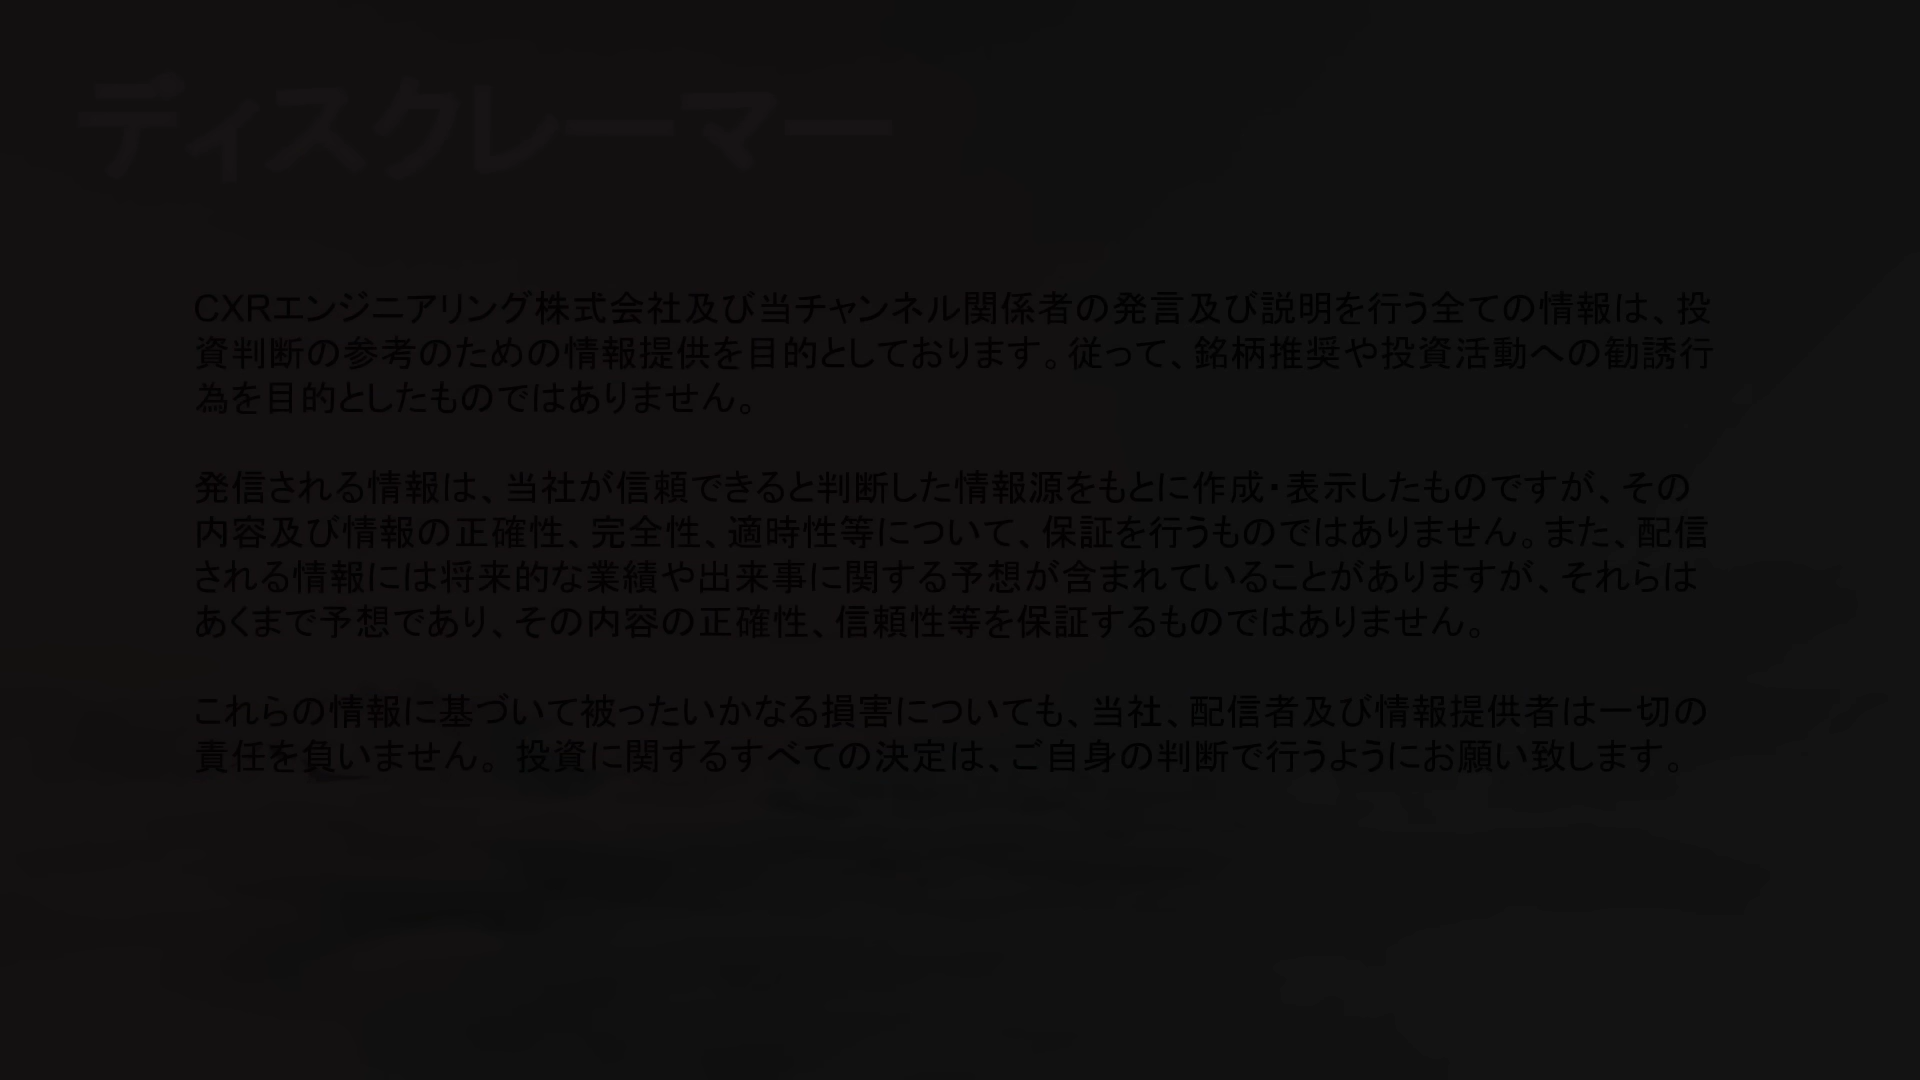 ディスクレーマー
CXRエンジニアリング株式会社及び当チャンネル関係者の発言及び説明を行う全ての情報は、投
資判断の参考のための情報提供を目的としております。従って、銘柄推奨や投資活動への勧誘行
為を目的としたものではありません。
発信される情報は、当社が信頼できると判断した情報源をもとに作成・表示したものですが、その
内容及び情報の正確性、完全性、適時性等について、保証を行うものではありません。また、配信
される情報には将来的な業績や出来事に関する予想が含まれていることがありますが、それらは
あくまで予想であり、その内容の正確性、信頼性等を保証するものではありません。
これらの情報に基づいて被ったいかなる損害についても、当社、配信者及び情報提供者は一切の
責任を負いません。 投資に関するすべての決定は、ご自身の判断で行うようにお願い致します。